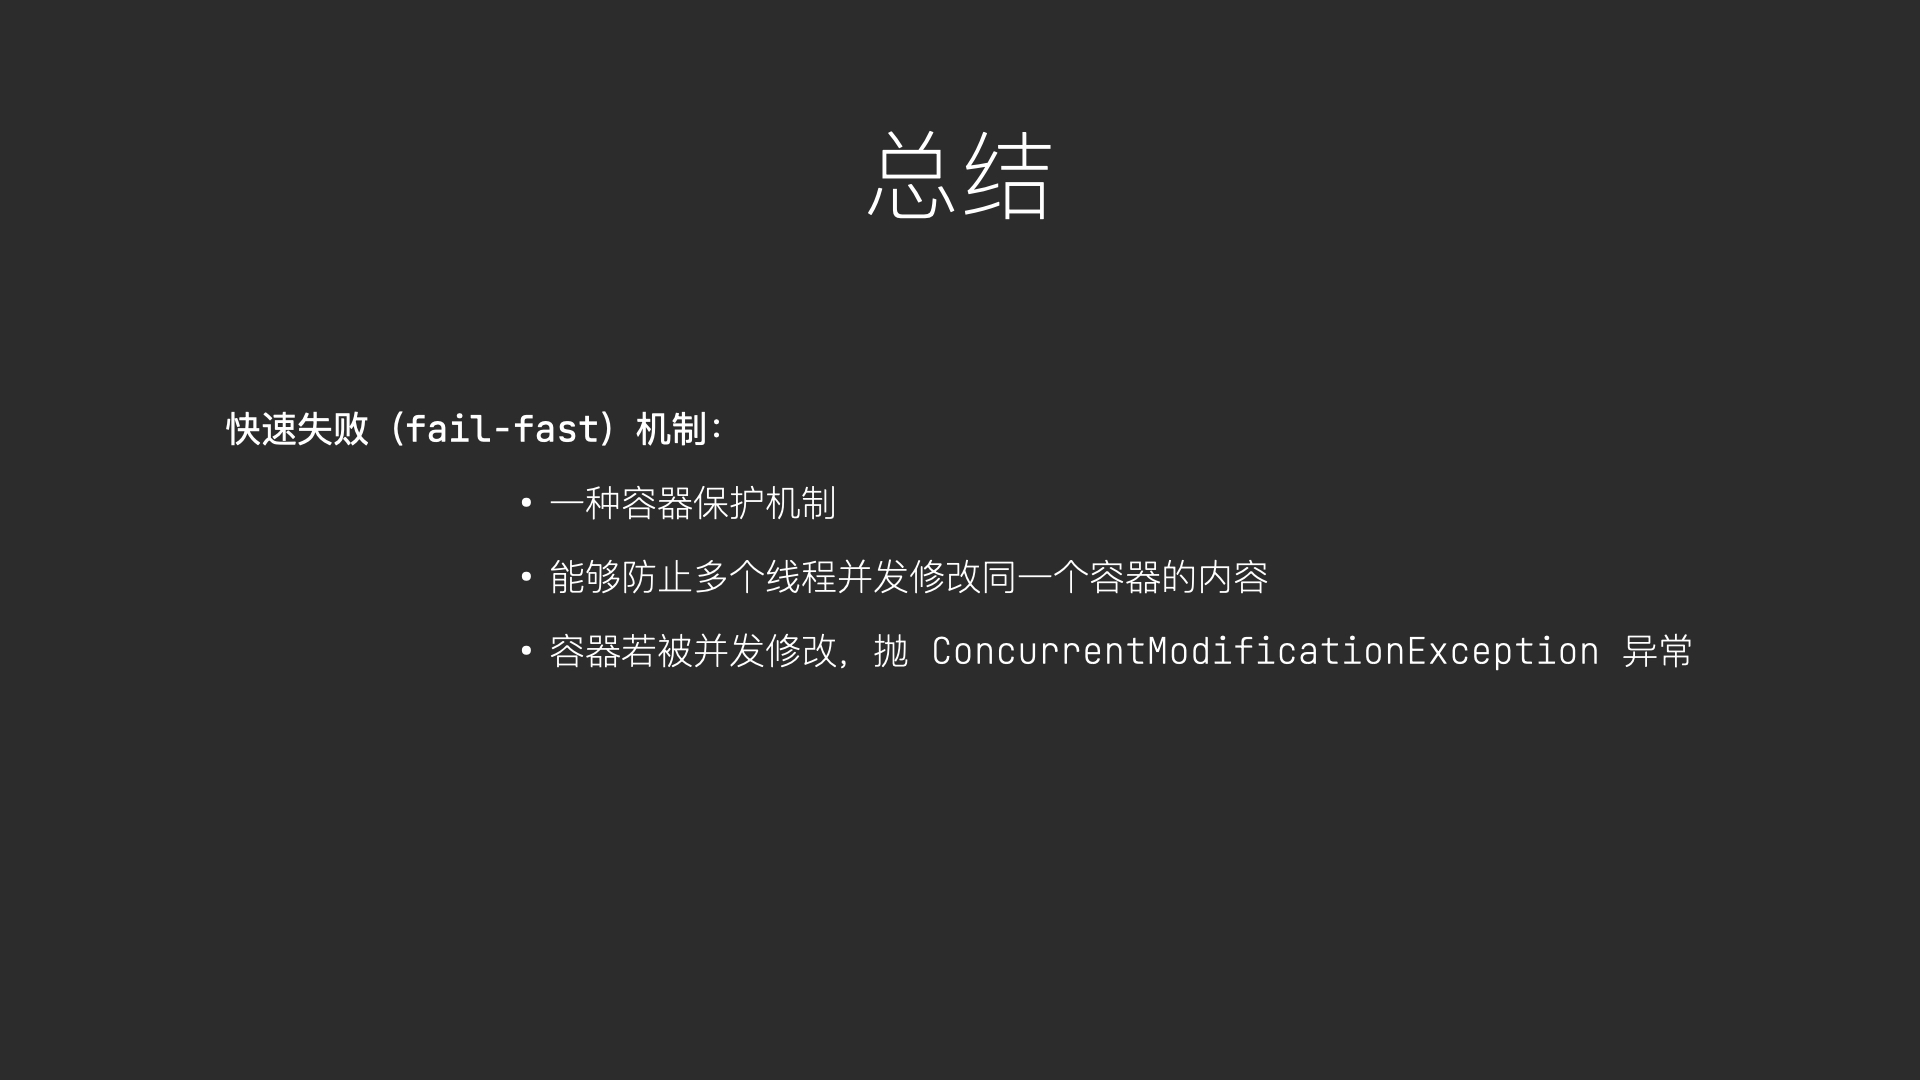 总结
快速失败（fail-fast）机制：
• 一种容器保护机制
• 能够防止多个线程并发修改同一个容器的内容
• 容器若被并发修改，抛 ConcurrentModificationException 异常